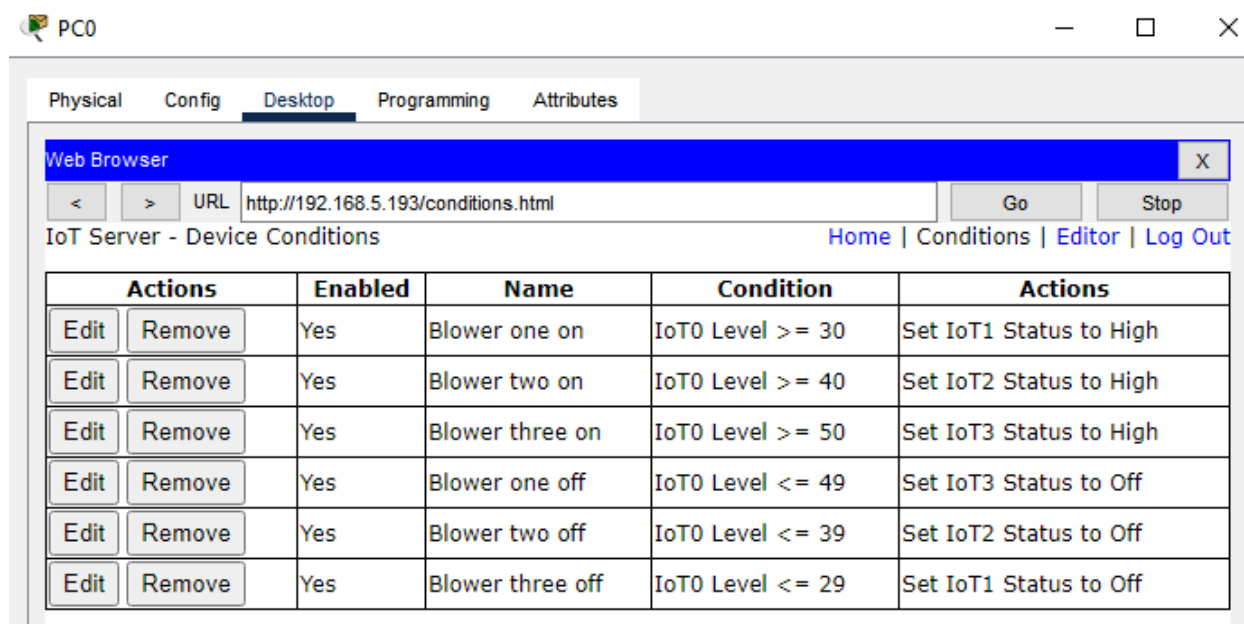 PC0
Physical Config Desktop Programming Attributes
Web Browser X
< > URL http://192.168.5.193/conditions.html Go Stop
IoT Server - Device Conditions Home | Conditions | Editor | Log Out
Actions Enabled Name Condition Actions
Edit Remove Yes Blower one on IoT0 Level >= 30 Set IoT1 Status to High
Edit Remove Yes Blower two on IoT0 Level >= 40 Set IoT2 Status to High
Edit Remove Yes Blower three on IoT0 Level >= 50 Set IoT3 Status to High
Edit Remove Yes Blower one off IoT0 Level <= 49 Set IoT3 Status to Off
Edit Remove Yes Blower two off IoT0 Level <= 39 Set IoT2 Status to Off
Edit Remove Yes Blower three off IoT0 Level <= 29 Set IoT1 Status to Off